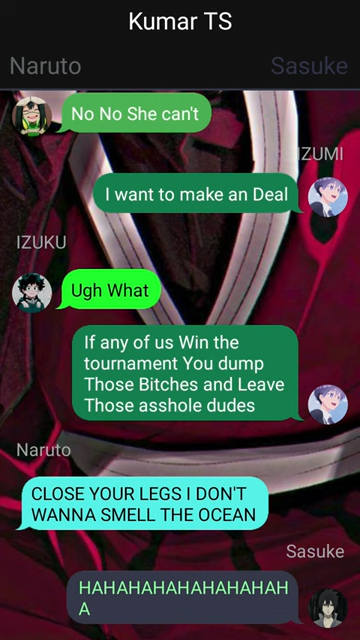 Kumar TS
Naruto
Sasuke
No No She can't
IZUMI
I want to make an Deal
IZUKU
Ugh What
If any of us Win the
tournament You dump
Those Bitches and Leave
Those asshole dudes
Naruto
CLOSE YOUR LEGS I DON'T
WANNA SMELL THE OCEAN
Sasuke
HAHAHAHAHAHAHAHAH
A